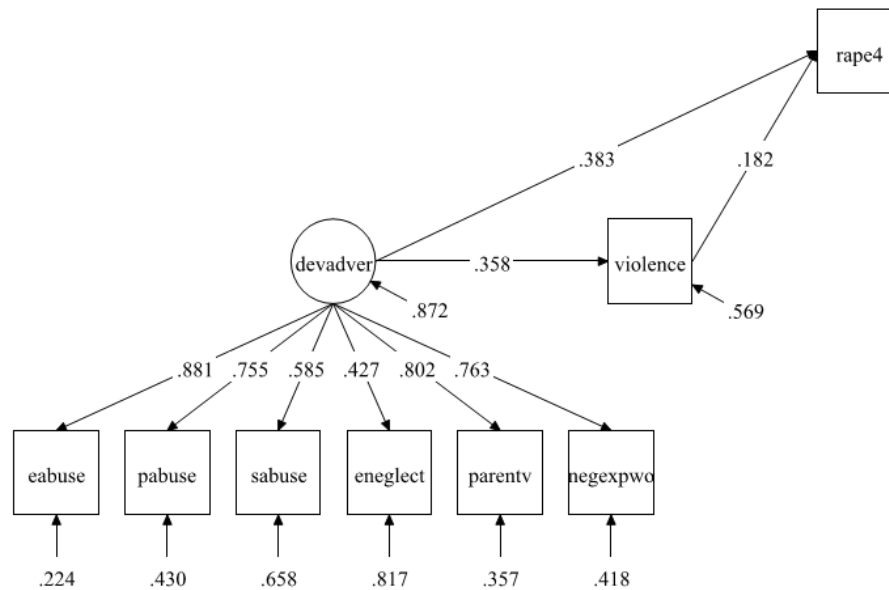 rape4
.383
.182
devadver
.358
violence
.872
.569
.881 .755 .585 .427 .802 .763
eabuse pabuse sabuse eneglect parentv negexpwo
.224 .430 .658 .817 .357 .418